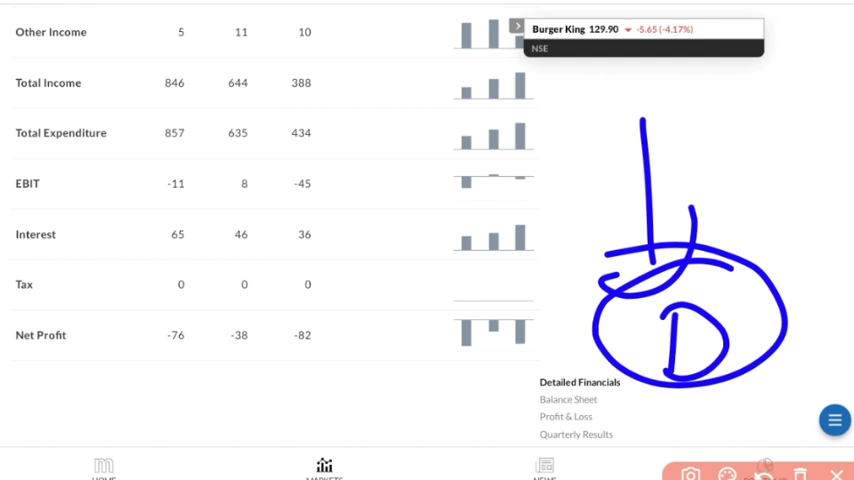 Other Income 5 11 10
Burger King 129.90 -5.65 (-4.17%)
NSE
Total Income 846 644 388
Total Expenditure 857 635 434
EBIT -11 8 -45
Interest 65 46 36
Tax 0 0 0
Net Profit -76 -38 -82
D
Detailed Financials
Balance Sheet
Profit & Loss
Quarterly Results
HOME
MARKETS
NEWS